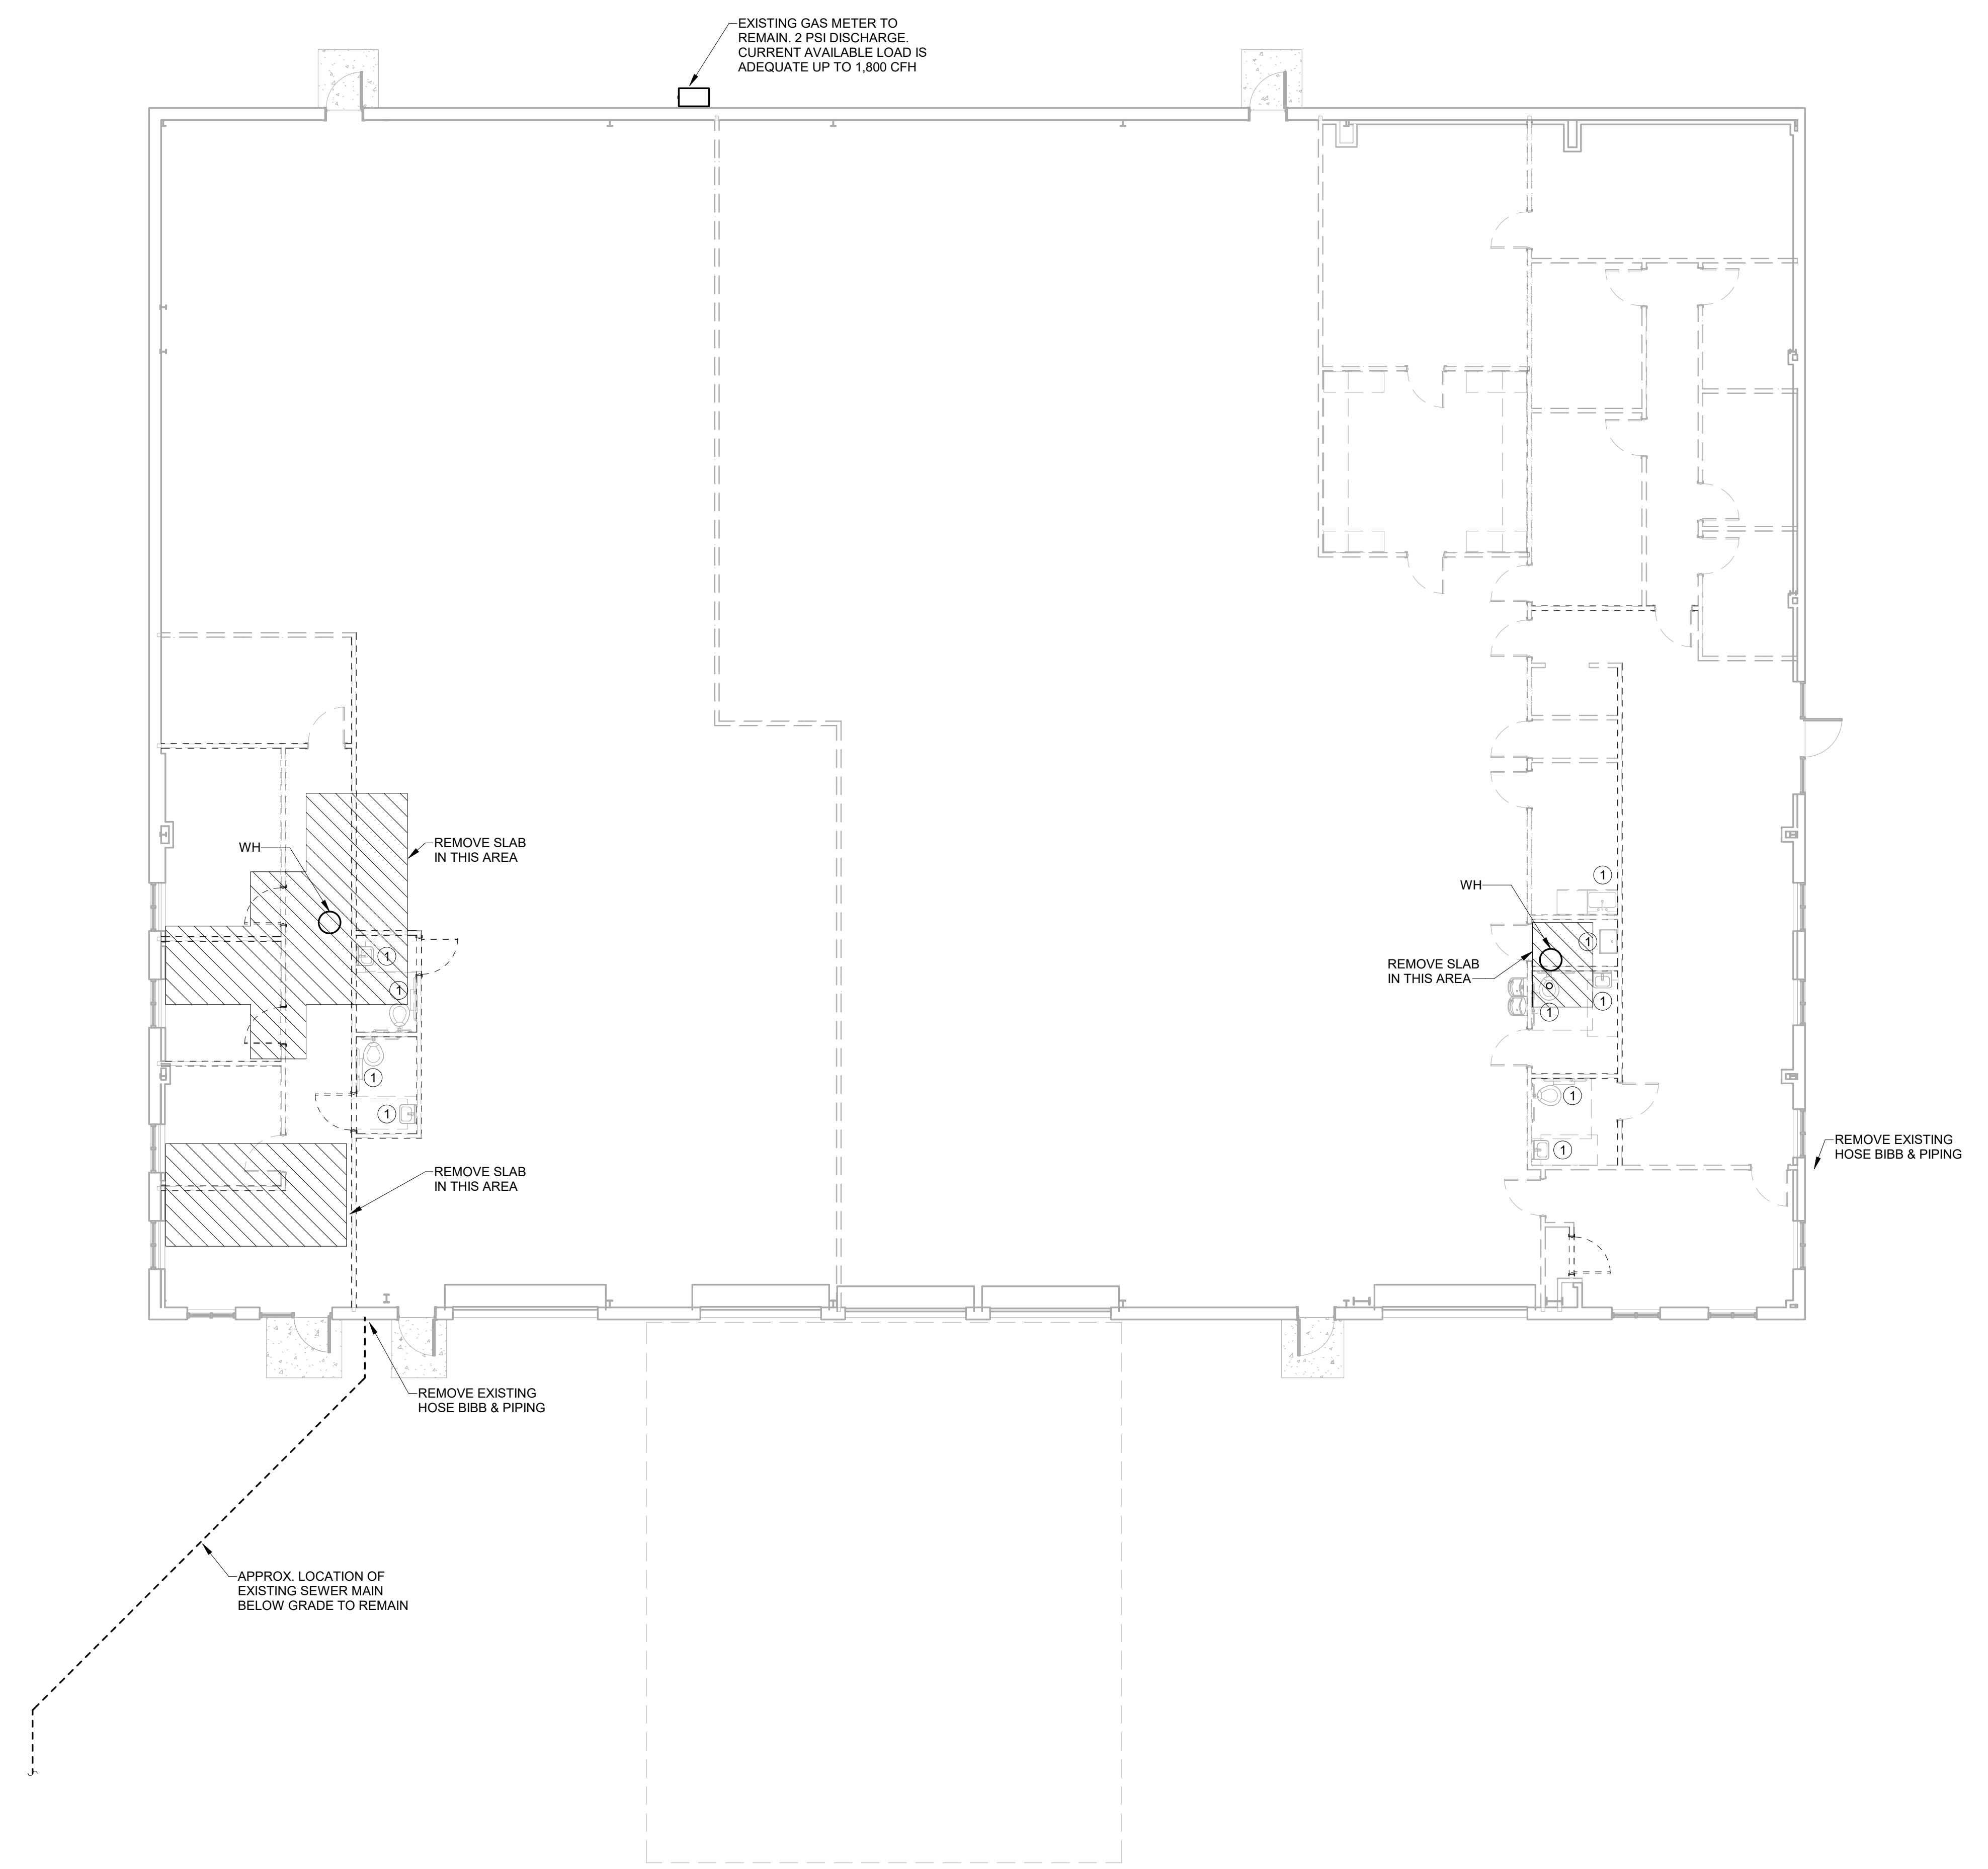 EXISTING GAS METER TO
REMAIN. 2 PSI DISCHARGE.
CURRENT AVAILABLE LOAD IS
ADEQUATE UP TO 1,800 CFH
REMOVE SLAB
IN THIS AREA
WH
1
1
1
1
WH
1
1
REMOVE SLAB
IN THIS AREA
1
1
1
1
REMOVE SLAB
IN THIS AREA
REMOVE EXISTING
HOSE BIBB & PIPING
REMOVE EXISTING
HOSE BIBB & PIPING
APPROX. LOCATION OF
EXISTING SEWER MAIN
BELOW GRADE TO REMAIN